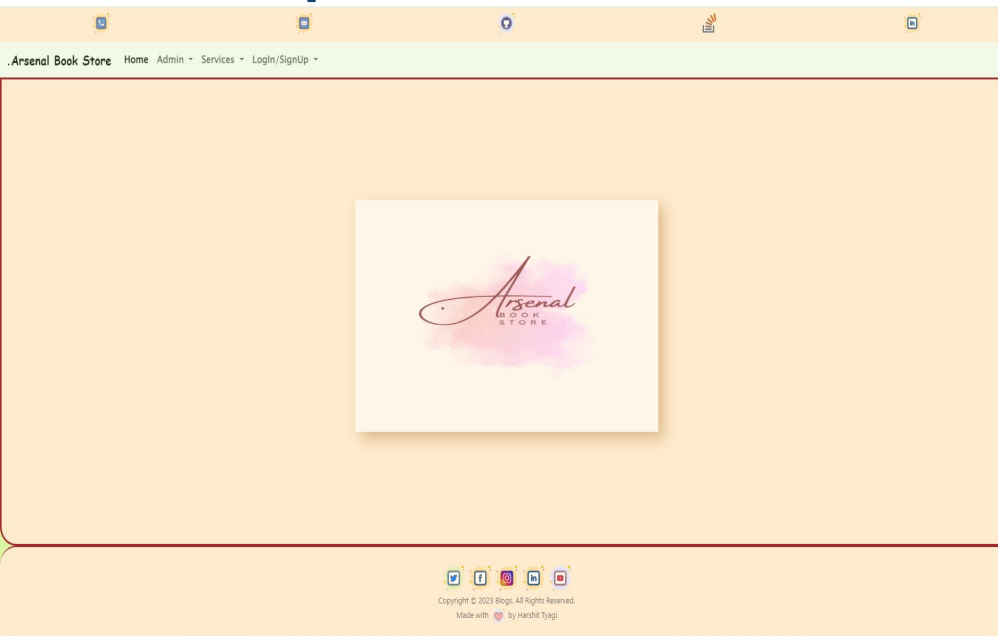 .Arsenal Book Store Home Admin Services LogIn/SignUp
Arsenal
BOOK
STORE
Copyright © 2023 Blogs. All Rights Reserved.
Made with by Harshit Tyagi